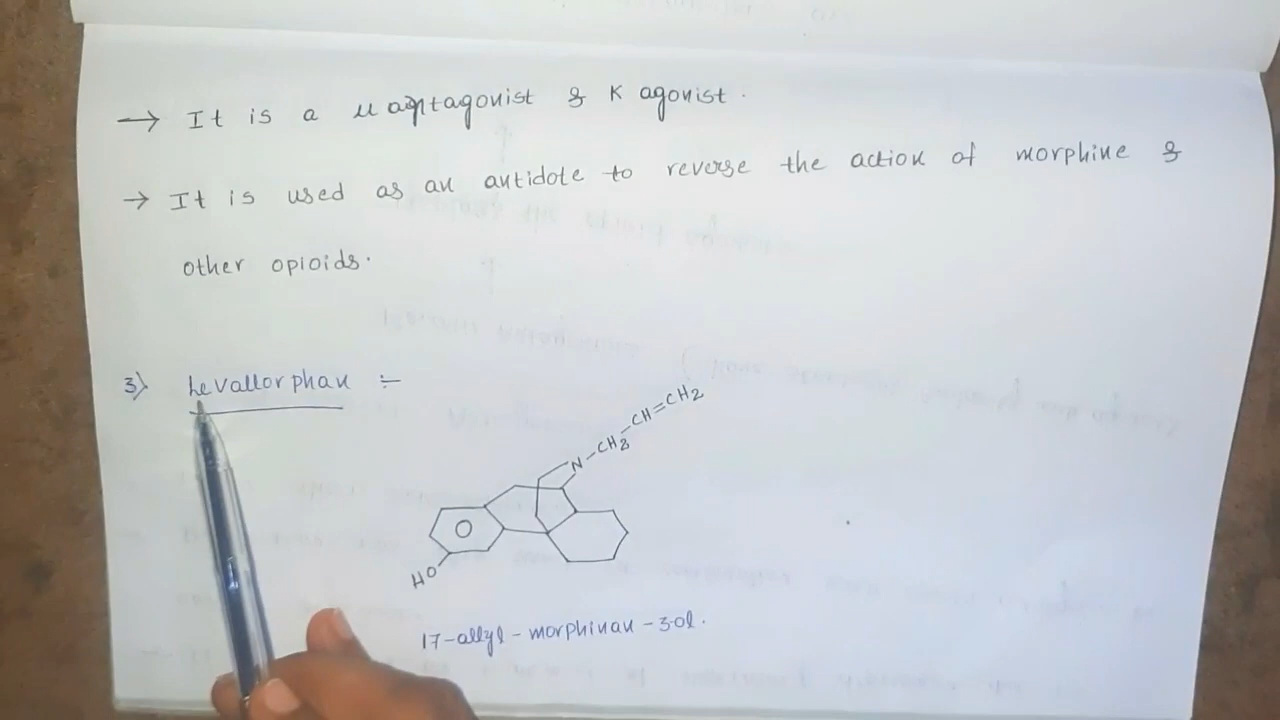 → It is a μ antagonist & K agonist.
→ It is used as an antidote to reverse the action of morphine &
other opioids.
3) Levallorphan :-
N-CH2-CH=CH2
HO
17-allyl-morphinan-3-ol.